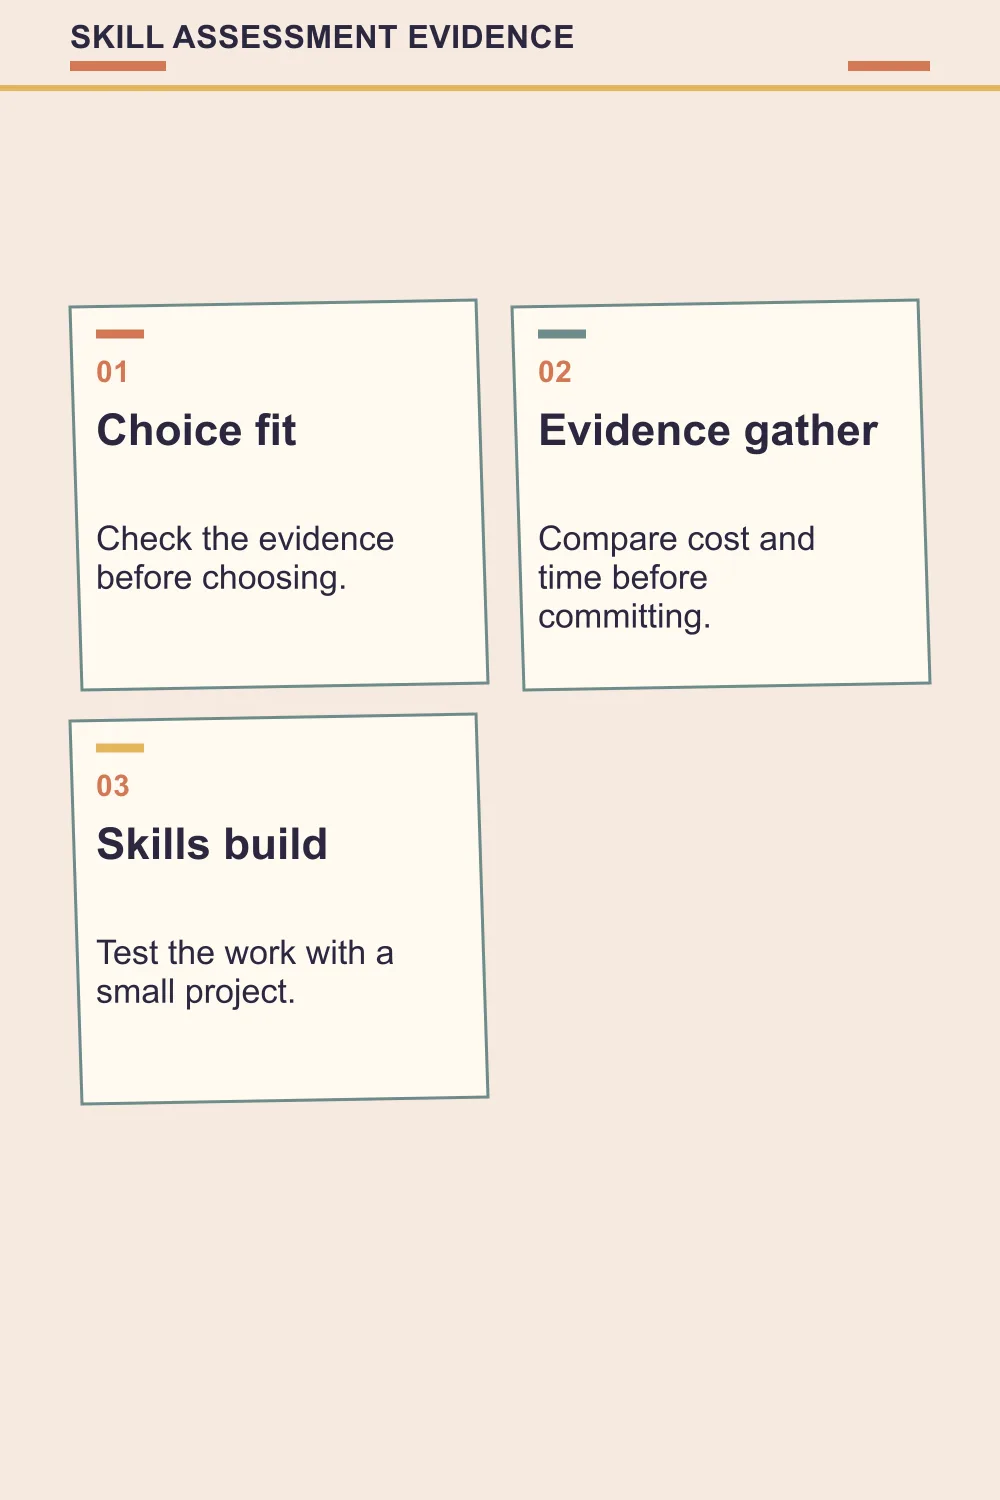 SKILL ASSESSMENT EVIDENCE
01
Choice fit
Check the evidence
before choosing.
02
Evidence gather
Compare cost and
time before
committing.
03
Skills build
Test the work with a
small project.